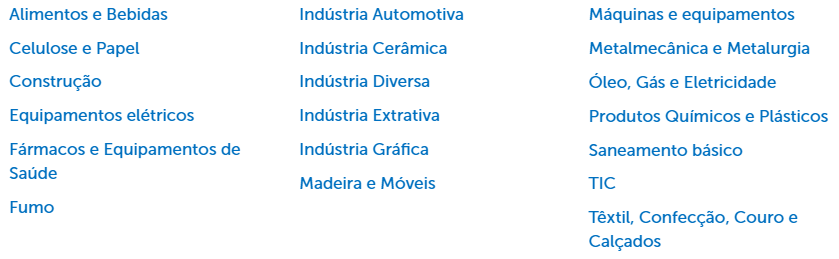 Alimentos e Bebidas
Celulose e Papel
Construção
Equipamentos elétricos
Fármacos e Equipamentos de
Saúde
Fumo
Indústria Automotiva
Indústria Cerâmica
Indústria Diversa
Indústria Extrativa
Indústria Gráfica
Madeira e Móveis
Máquinas e equipamentos
Metalmecânica e Metalurgia
Óleo, Gás e Eletricidade
Produtos Químicos e Plásticos
Saneamento básico
TIC
Têxtil, Confecção, Couro e
Calçados